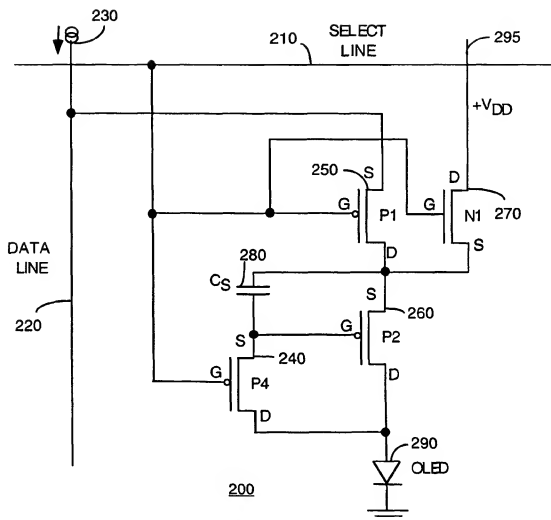 230
SELECT
LINE
210
295
+VDD
S
250
D
G
P1
G
N1
270
DATA
LINE
280
D
S
CS
S
260
220
S
240
G
P2
G
P4
D
D
290
OLED
200